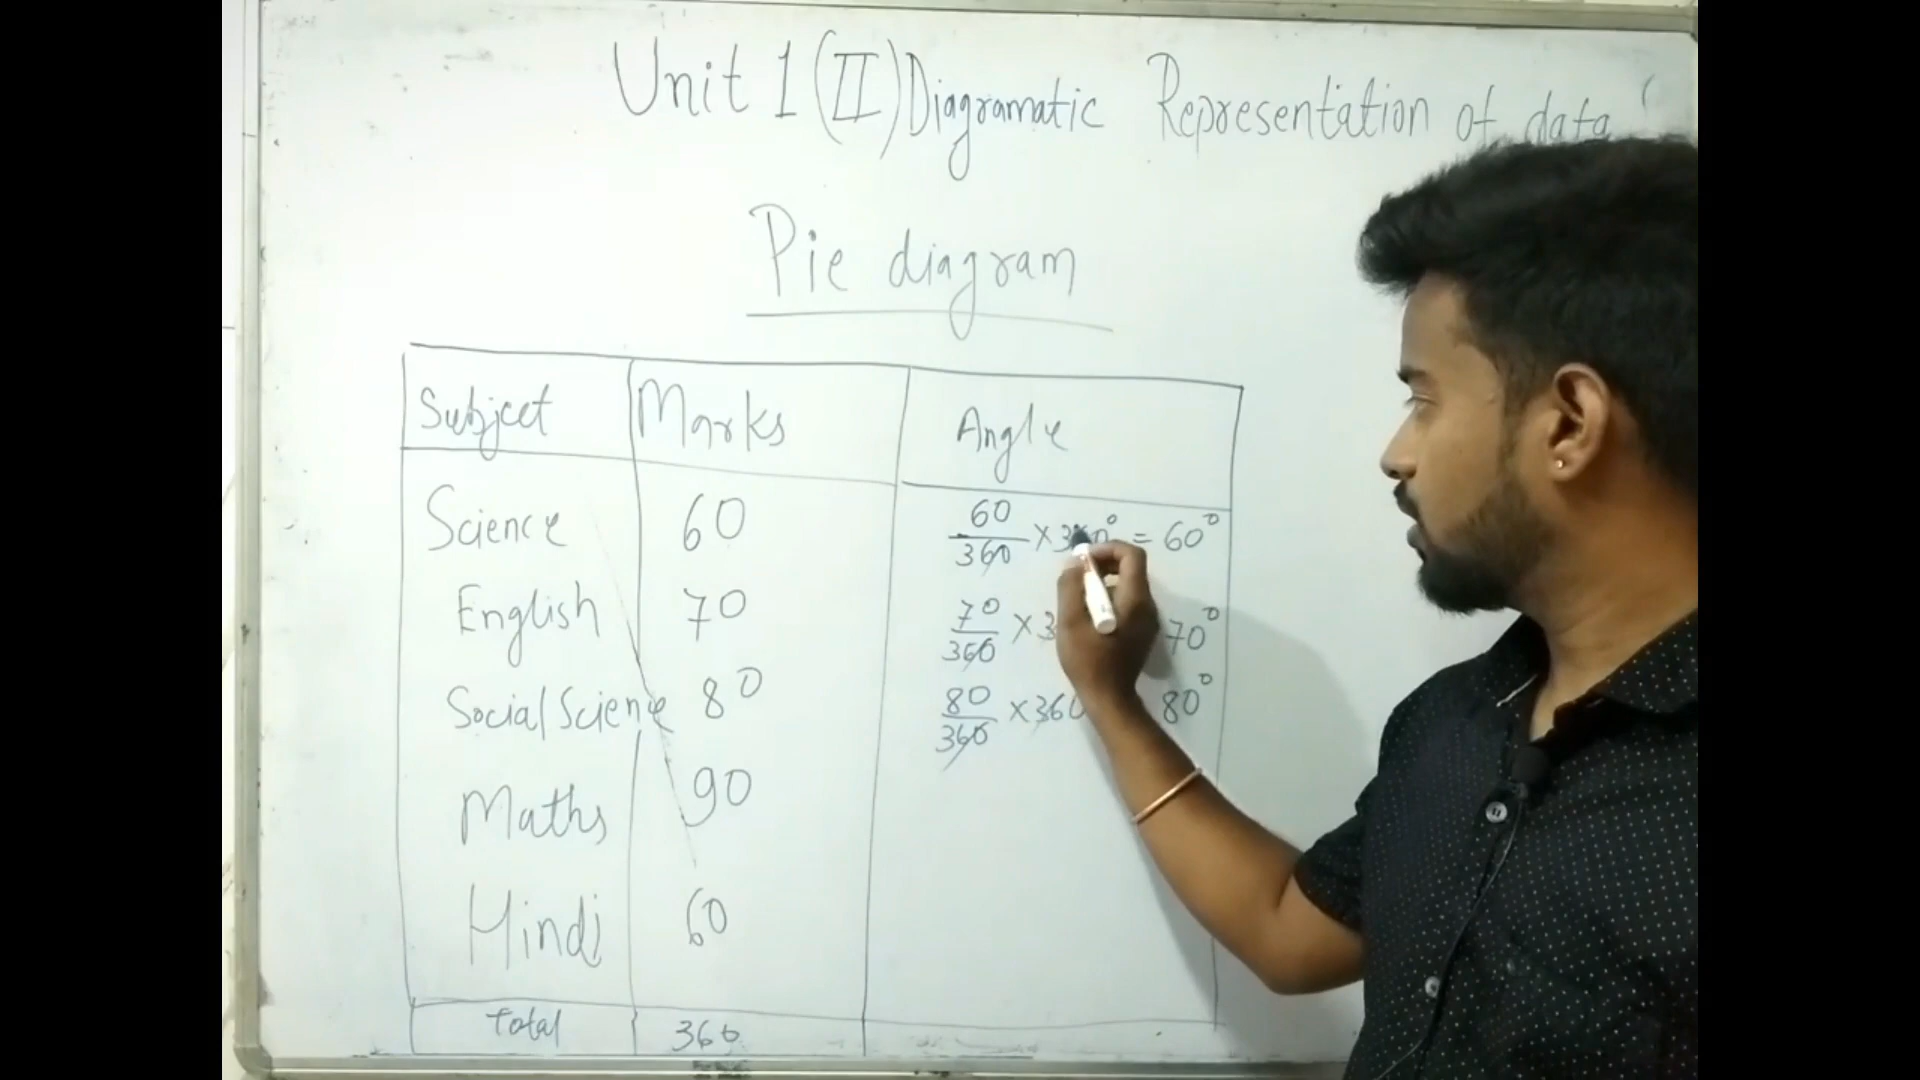 Unit 1 (II) Diagramatic Representation of data (
Pie diagram
Subject Marks Angle
Science 60 60/360 × 360° = 60°
English 70 70/360 × 3 70°
Social Science 80 80/360 × 360 80°
Maths 90
Hindi 60
Total 360